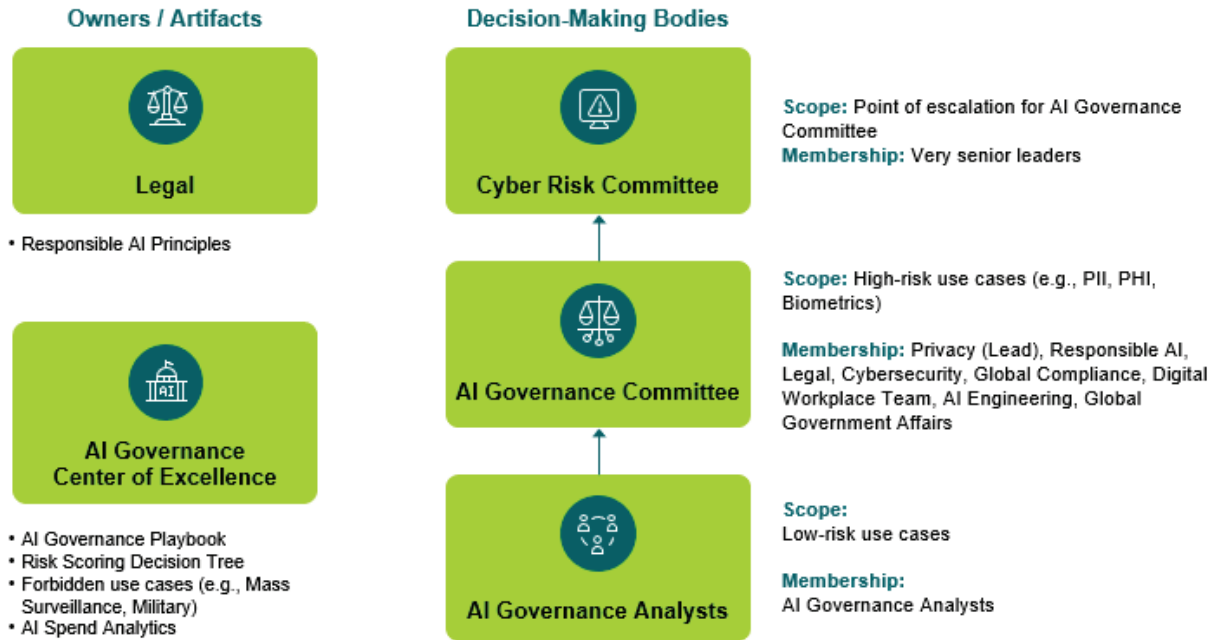 Owners / Artifacts
Legal
• Responsible AI Principles
AI
AI Governance
Center of Excellence
• AI Governance Playbook
• Risk Scoring Decision Tree
• Forbidden use cases (e.g., Mass
Surveillance, Military)
• AI Spend Analytics
Decision-Making Bodies
Cyber Risk Committee
Scope: Point of escalation for AI Governance
Committee
Membership: Very senior leaders
AI Governance Committee
Scope: High-risk use cases (e.g., PII, PHI,
Biometrics)
Membership: Privacy (Lead), Responsible AI,
Legal, Cybersecurity, Global Compliance, Digital
Workplace Team, AI Engineering, Global
Government Affairs
AI Governance Analysts
Scope:
Low-risk use cases
Membership:
AI Governance Analysts